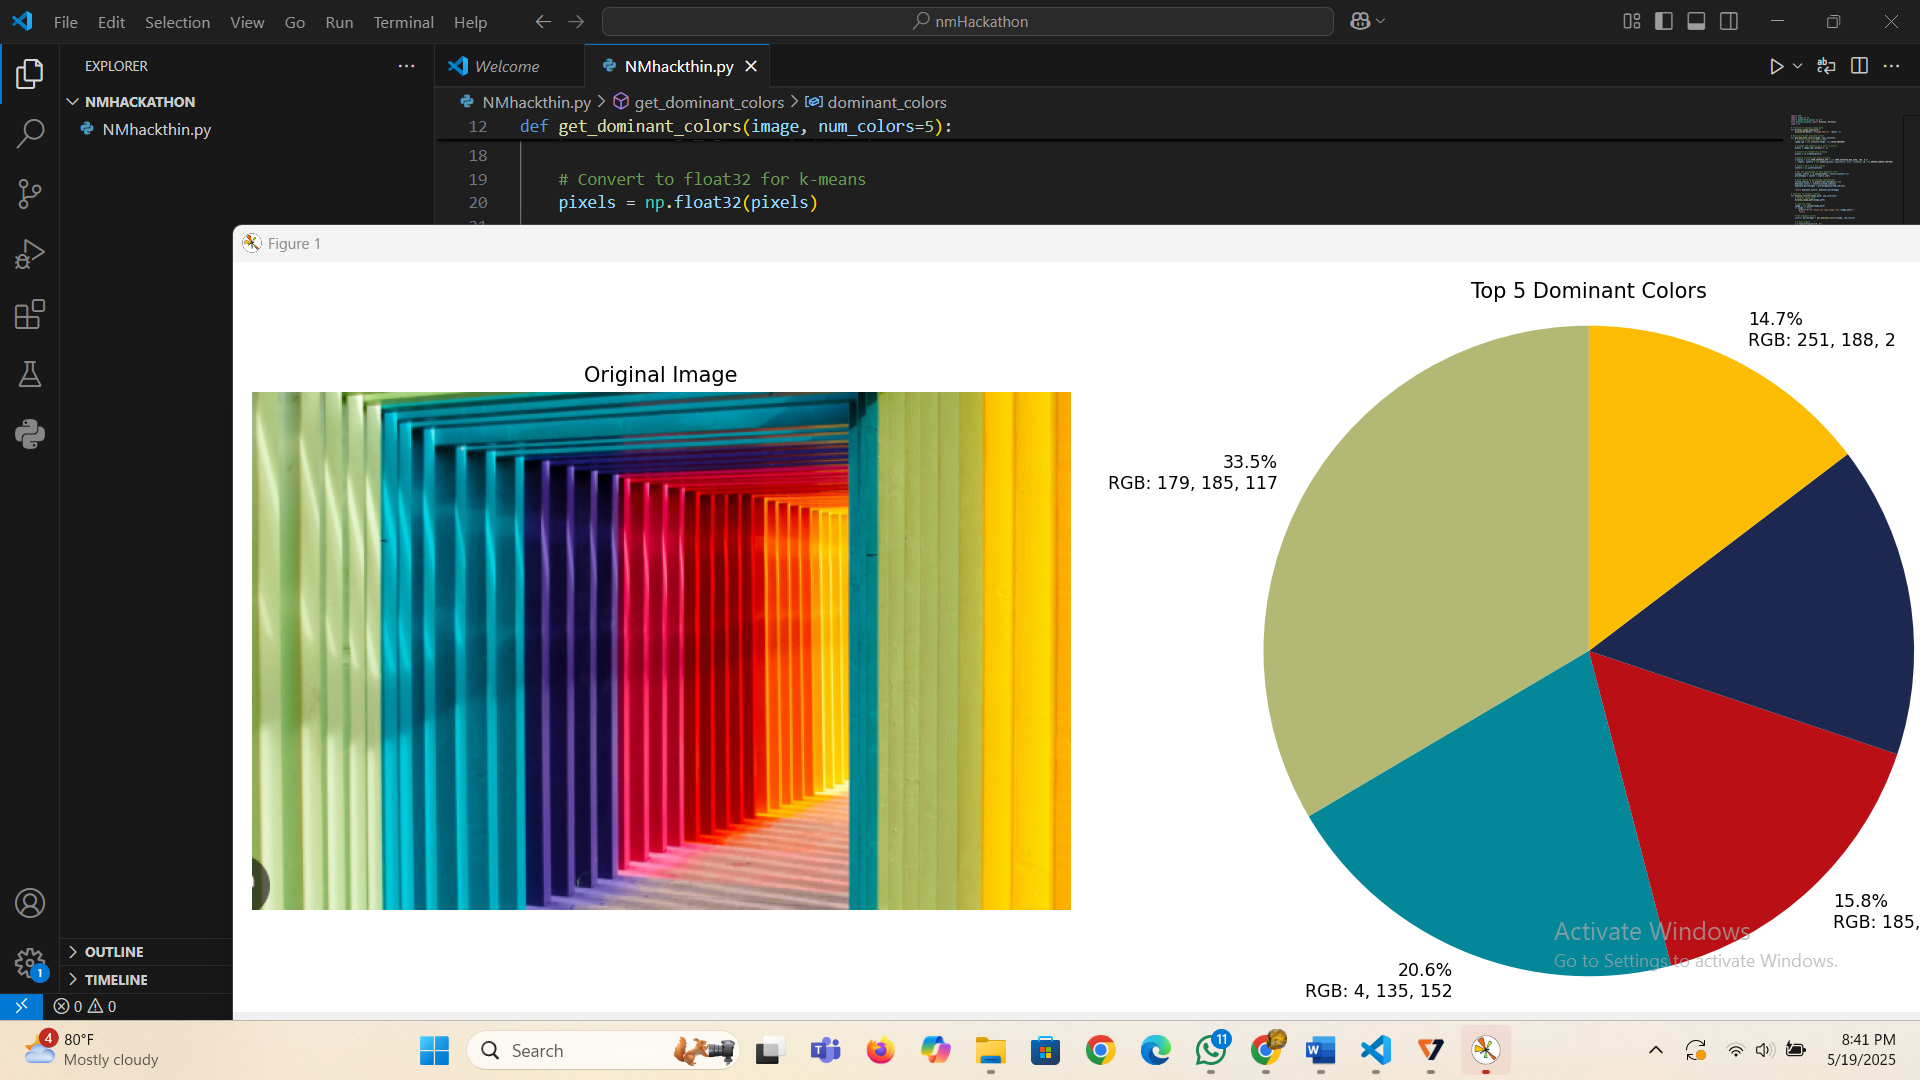 File Edit Selection View Go Run Terminal Help
nmHackathon
EXPLORER
NMHACKATHON
NMhackthin.py
Welcome
NMhackthin.py
NMhackthin.py > get_dominant_colors > dominant_colors
12 def get_dominant_colors(image, num_colors=5):
18
19 # Convert to float32 for k-means
20 pixels = np.float32(pixels)
Figure 1
Original Image
Top 5 Dominant Colors
14.7%
RGB: 251, 188, 2
33.5%
RGB: 179, 185, 117
15.8%
RGB: 185,
20.6%
RGB: 4, 135, 152
Activate Windows
Go to Settings to activate Windows.
OUTLINE
TIMELINE
1
0 0
4
80°F
Mostly cloudy
Search
11
8:41 PM
5/19/2025